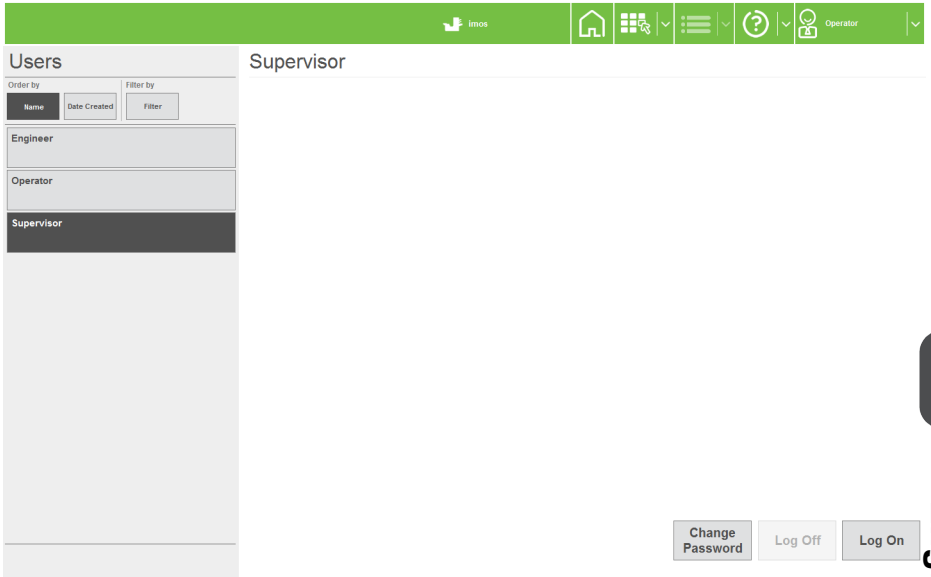 imos
Operator
Users
Supervisor
Order by
Filter by
Name
Date Created
Filter
Engineer
Operator
Supervisor
Change
Password
Log Off
Log On